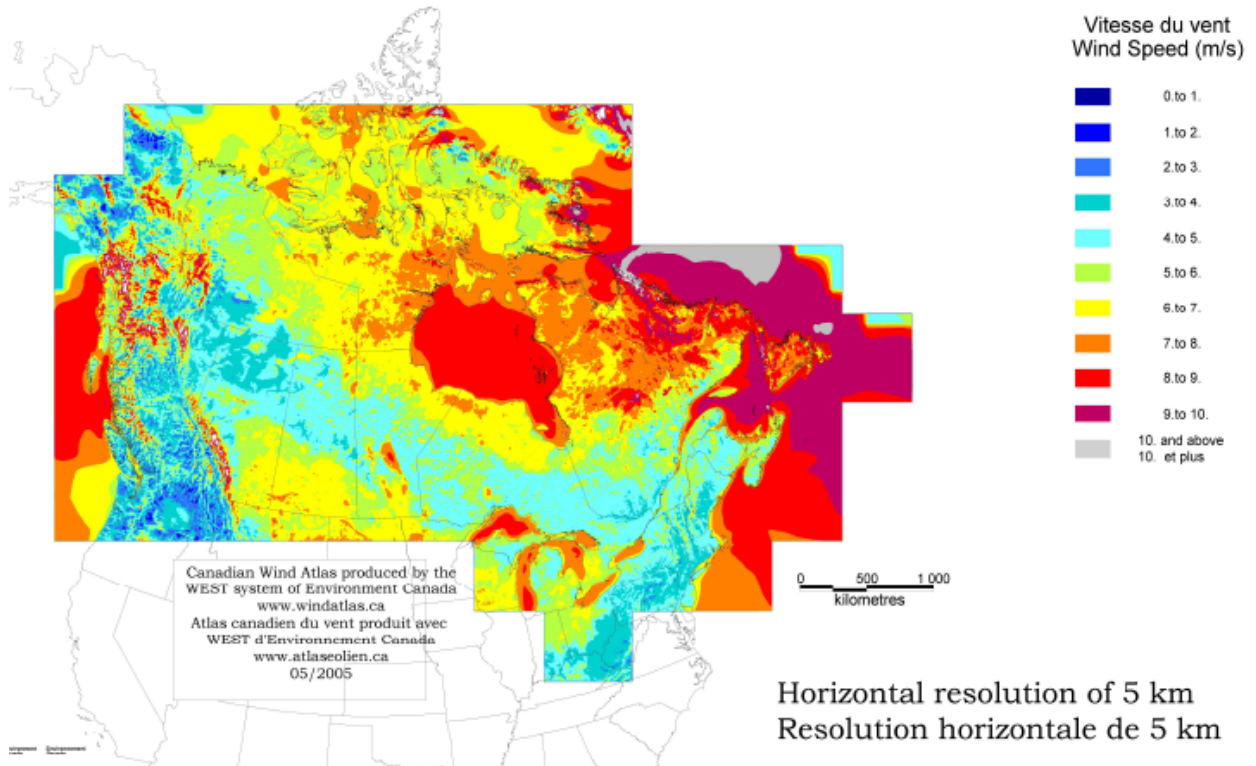 Vitesse du vent
Wind Speed (m/s)
0.to 1.
1.to 2.
2.to 3.
3.to 4.
4.to 5.
5.to 6.
6.to 7.
7.to 8.
8.to 9.
9.to 10.
10. and above
10. et plus
Canadian Wind Atlas produced by the
WEST system of Environment Canada
www.windatlas.ca
Atlas canadien du vent produit avec
WEST d'Environnement Canada
www.atlaseolien.ca
05/2005
0 500 1 000
kilometres
Horizontal resolution of 5 km
Resolution horizontale de 5 km